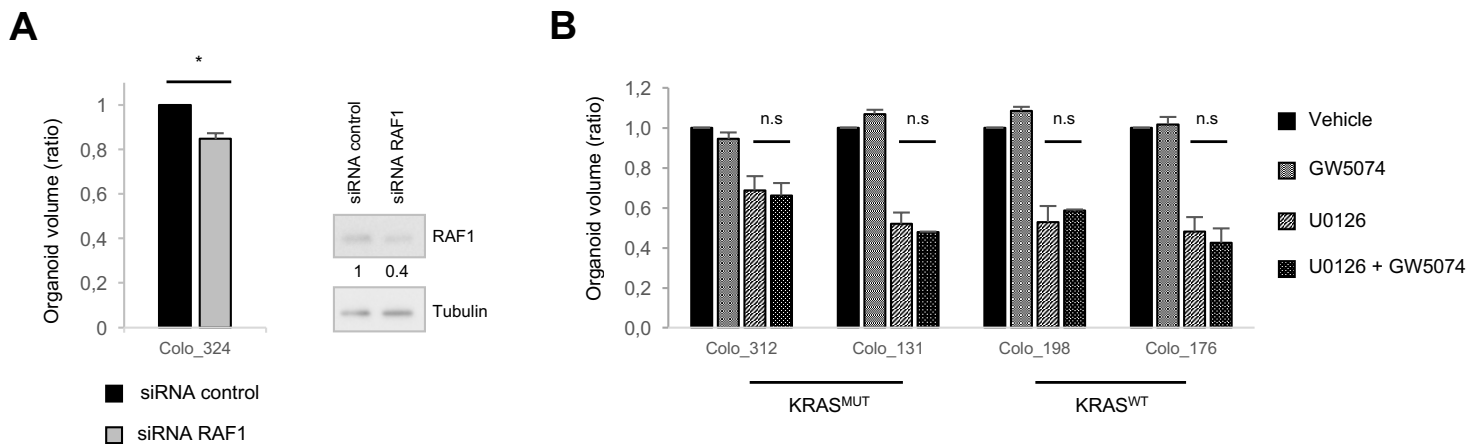 A
*
Organoid volume (ratio)
1
0,8
0,6
0,4
0,2
0
Colo_324
siRNA control
siRNA RAF1
siRNA control
siRNA RAF1
RAF1
1 0.4
Tubulin
B
Organoid volume (ratio)
1,2
1,0
0,8
0,6
0,4
0,2
0,0
n.s
n.s
n.s
n.s
Colo_312 Colo_131 Colo_198 Colo_176
KRASMUT KRASWT
Vehicle
GW5074
U0126
U0126 + GW5074